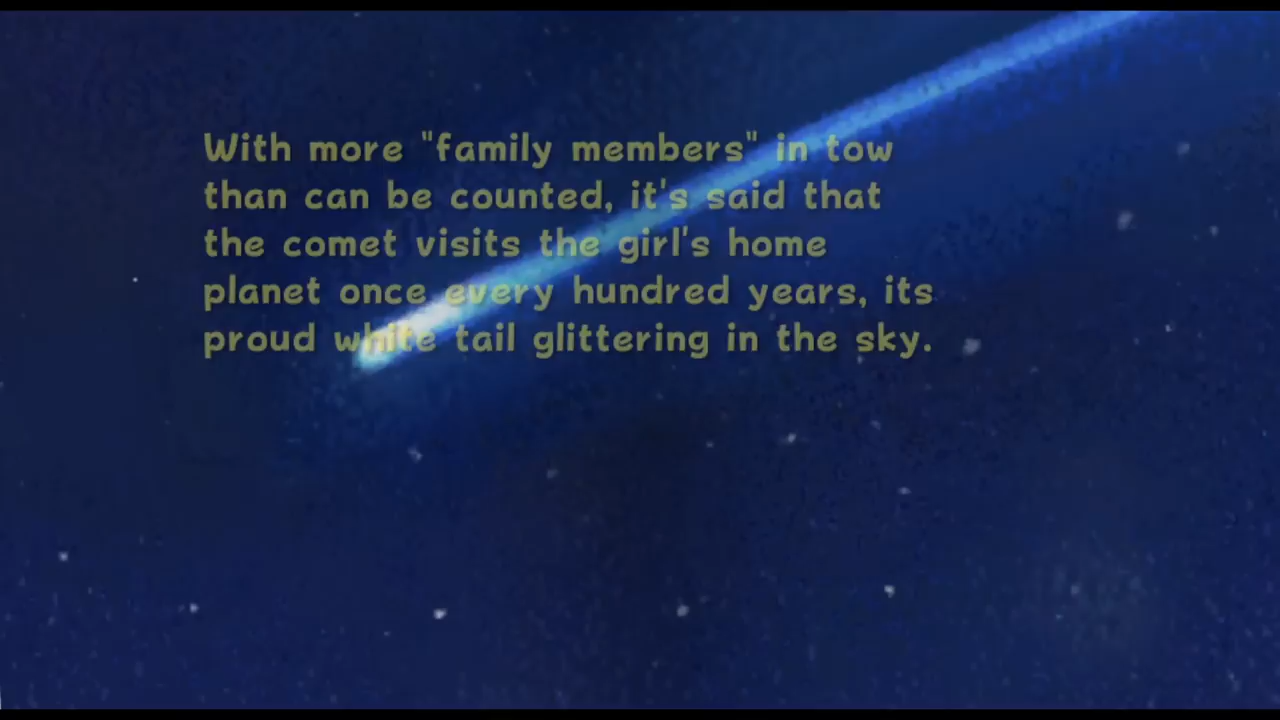 With more "family members" in tow
than can be counted, it's said that
the comet visits the girl's home
planet once every hundred years, its
proud white tail glittering in the sky.